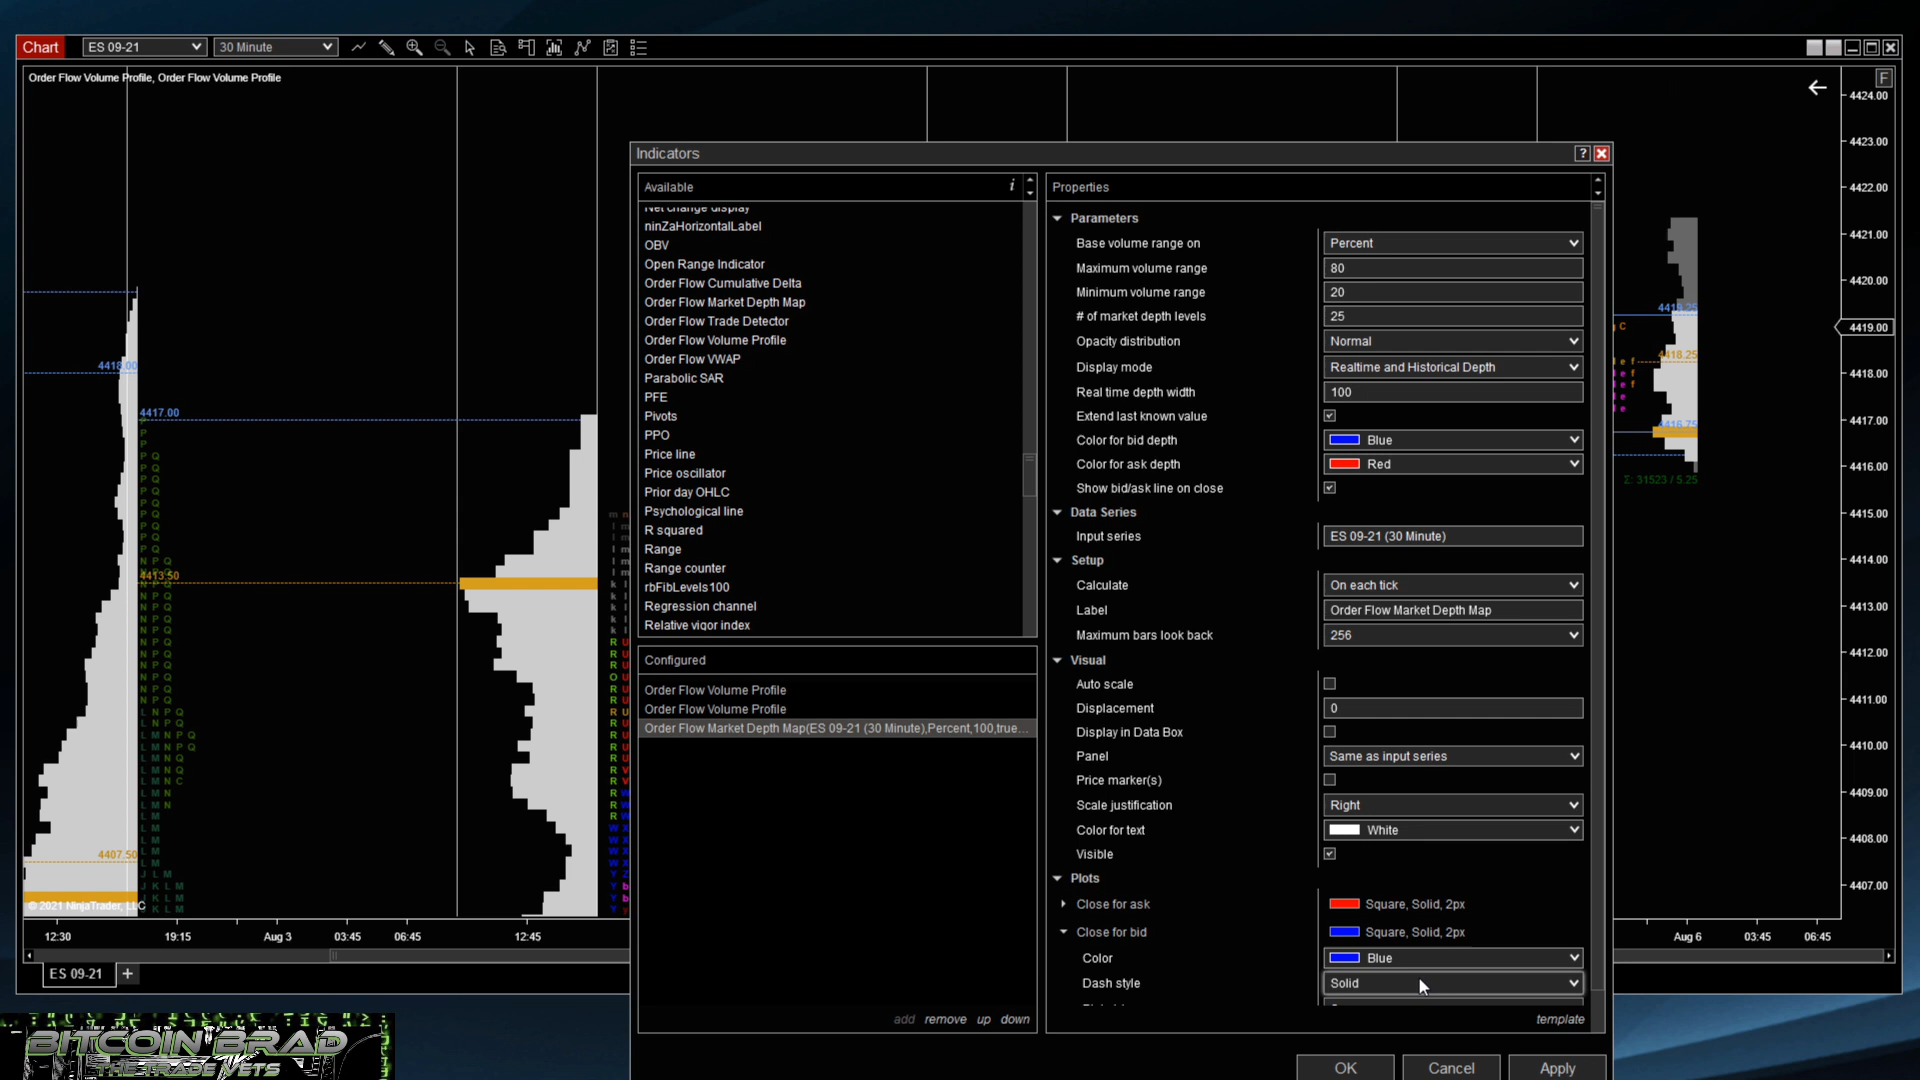 Chart
ES 09-21
30 Minute
Order Flow Volume Profile, Order Flow Volume Profile
F
Indicators
?
Available
i
Net change display
ninZaHorizontalLabel
OBV
Open Range Indicator
Order Flow Cumulative Delta
Order Flow Market Depth Map
Order Flow Trade Detector
Order Flow Volume Profile
Order Flow VWAP
Parabolic SAR
PFE
Pivots
PPO
Price line
Price oscillator
Prior day OHLC
Psychological line
R squared
Range
Range counter
rbFibLevels100
Regression channel
Relative vigor index
Configured
Order Flow Volume Profile
Order Flow Volume Profile
Order Flow Market Depth Map(ES 09-21 (30 Minute),Percent,100,true...
add remove up down
Properties
Parameters
Base volume range on Percent
Maximum volume range 80
Minimum volume range 20
# of market depth levels 25
Opacity distribution Normal
Display mode Realtime and Historical Depth
Real time depth width 100
Extend last known value
Color for bid depth Blue
Color for ask depth Red
Show bid/ask line on close
Data Series
Input series ES 09-21 (30 Minute)
Setup
Calculate On each tick
Label Order Flow Market Depth Map
Maximum bars look back 256
Visual
Auto scale
Displacement 0
Display in Data Box
Panel Same as input series
Price marker(s)
Scale justification Right
Color for text White
Visible
Plots
Close for ask Square, Solid, 2px
Close for bid Square, Solid, 2px
Color Blue
Dash style Solid
template
OK Cancel Apply
4418.00
4417.00
4413.50
4407.50
4419.25
4418.25
4416.75
Σ: 31523 / 5.25
4424.00
4423.00
4422.00
4421.00
4420.00
4419.00
4418.00
4417.00
4416.00
4415.00
4414.00
4413.00
4412.00
4411.00
4410.00
4409.00
4408.00
4407.00
© 2021 NinjaTrader, LLC
12:30 19:15 Aug 3 03:45 06:45 12:45 Aug 6 03:45 06:45
ES 09-21 +
BITCOIN BRAD
THE TRADE VETS